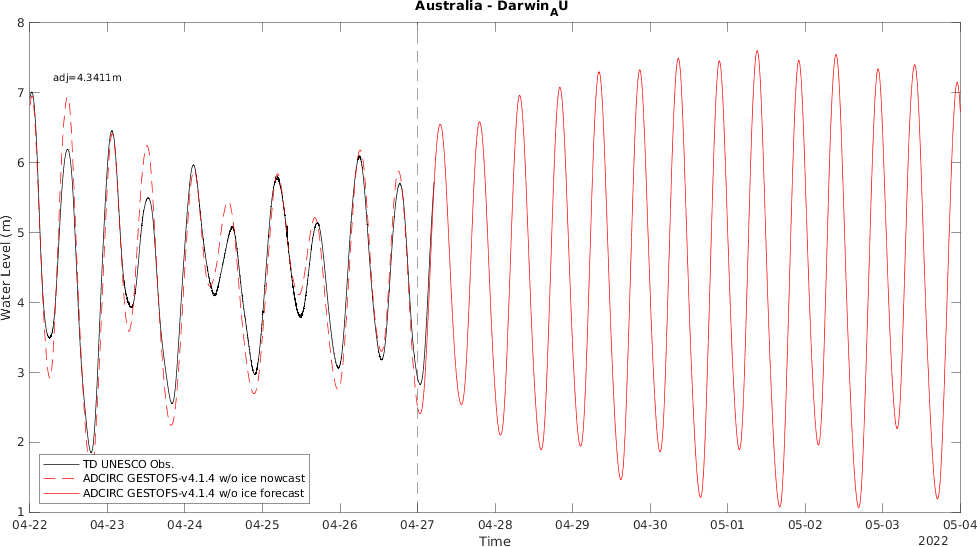 Australia - Darwin_AU
adj=4.3411m
8
7
6
5
4
3
2
1
Water Level (m)
TD UNESCO Obs.
ADCIRC GESTOFS-v4.1.4 w/o ice nowcast
ADCIRC GESTOFS-v4.1.4 w/o ice forecast
04-22 04-23 04-24 04-25 04-26 04-27 04-28 04-29 04-30 05-01 05-02 05-03 05-04
Time
2022